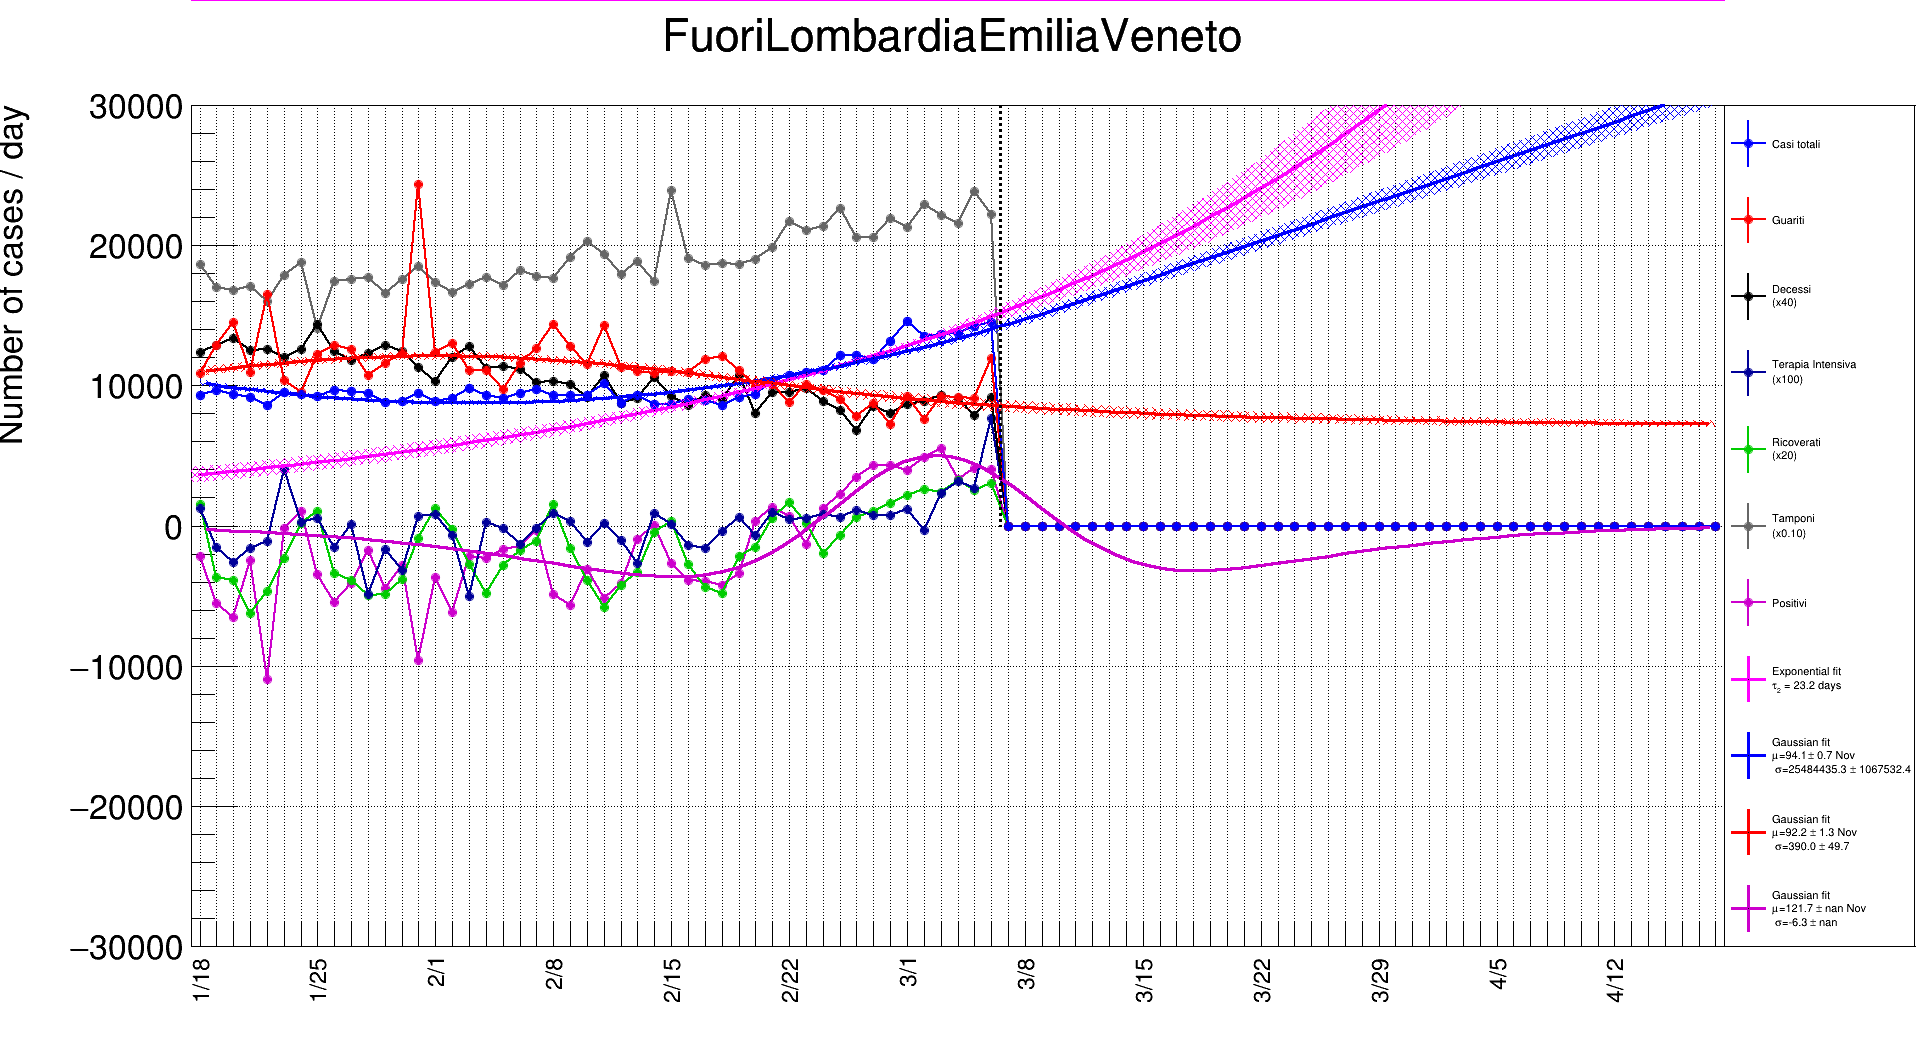 FuoriLombardiaEmiliaVeneto
Number of cases / day
30000
20000
10000
0
−10000
−20000
−30000
1/18
1/25
2/1
2/8
2/15
2/22
3/1
3/8
3/15
3/22
3/29
4/5
4/12
Casi totali
Guariti
Decessi
(x40)
Terapia Intensiva
(x100)
Ricoverati
(x20)
Tamponi
(x0.10)
Positivi
Exponential fit
τ₂ = 23.2 days
Gaussian fit
μ=94.1 ± 0.7 Nov
σ=25484435.3 ± 1067532.4
Gaussian fit
μ=92.2 ± 1.3 Nov
σ=390.0 ± 49.7
Gaussian fit
μ=121.7 ± nan Nov
σ=-6.3 ± nan